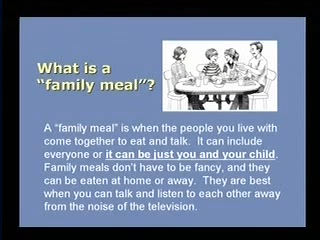 What is a
“family meal”?
A “family meal” is when the people you live with
come together to eat and talk.  It can include
everyone or it can be just you and your child.
Family meals don’t have to be fancy, and they
can be eaten at home or away.  They are best
when you can talk and listen to each other away
from the noise of the television.